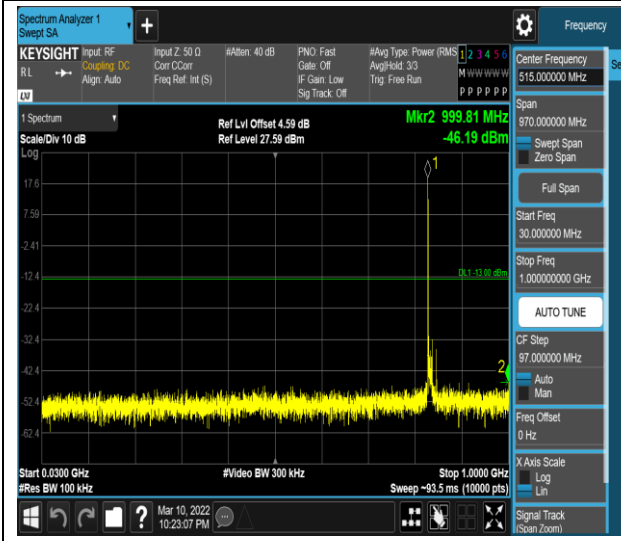 Spectrum Analyzer 1
Swept SA
Frequency
KEYSIGHT
RL
LXI
Input: RF
Coupling: DC
Align: Auto
Input Z: 50 Ω
Corr CCorr
Freq Ref: Int (S)
#Atten: 40 dB
PNO: Fast
Gate: Off
IF Gain: Low
Sig Track: Off
#Avg Type: Power (RMS
Avg|Hold: 3/3
Trig: Free Run
1 2 3 4 5 6
M W W W W W
P P P P P P
1 Spectrum
Scale/Div 10 dB
Log
Ref Lvl Offset 4.59 dB
Ref Level 27.59 dBm
Mkr2 999.81 MHz
-46.19 dBm
1
17.6
7.59
-2.41
-12.4
DL1 -13.00 dBm
-22.4
-32.4
-42.4
2
-52.4
-62.4
Start 0.0300 GHz
#Res BW 100 kHz
#Video BW 300 kHz
Stop 1.0000 GHz
Sweep ~93.5 ms (10000 pts)
Mar 10, 2022
10:23:07 PM
Center Frequency
515.000000 MHz
Se
Span
970.000000 MHz
Swept Span
Zero Span
Full Span
Start Freq
30.000000 MHz
Stop Freq
1.000000000 GHz
AUTO TUNE
CF Step
97.000000 MHz
Auto
Man
Freq Offset
0 Hz
X Axis Scale
Log
Lin
Signal Track
(Span Zoom)